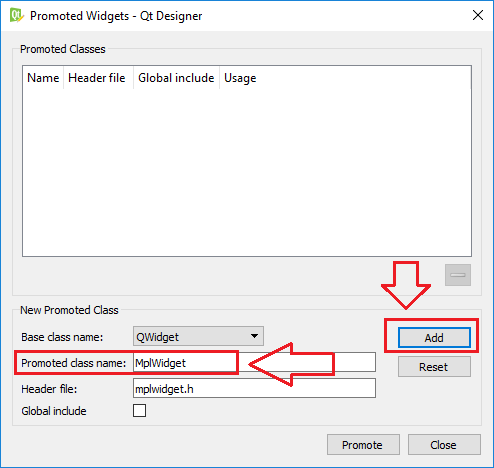 Promoted Widgets - Qt Designer
Promoted Classes
Name Header file Global include Usage
New Promoted Class
Base class name: QWidget
Add
Promoted class name: MplWidget
Reset
Header file: mplwidget.h
Global include
Promote Close